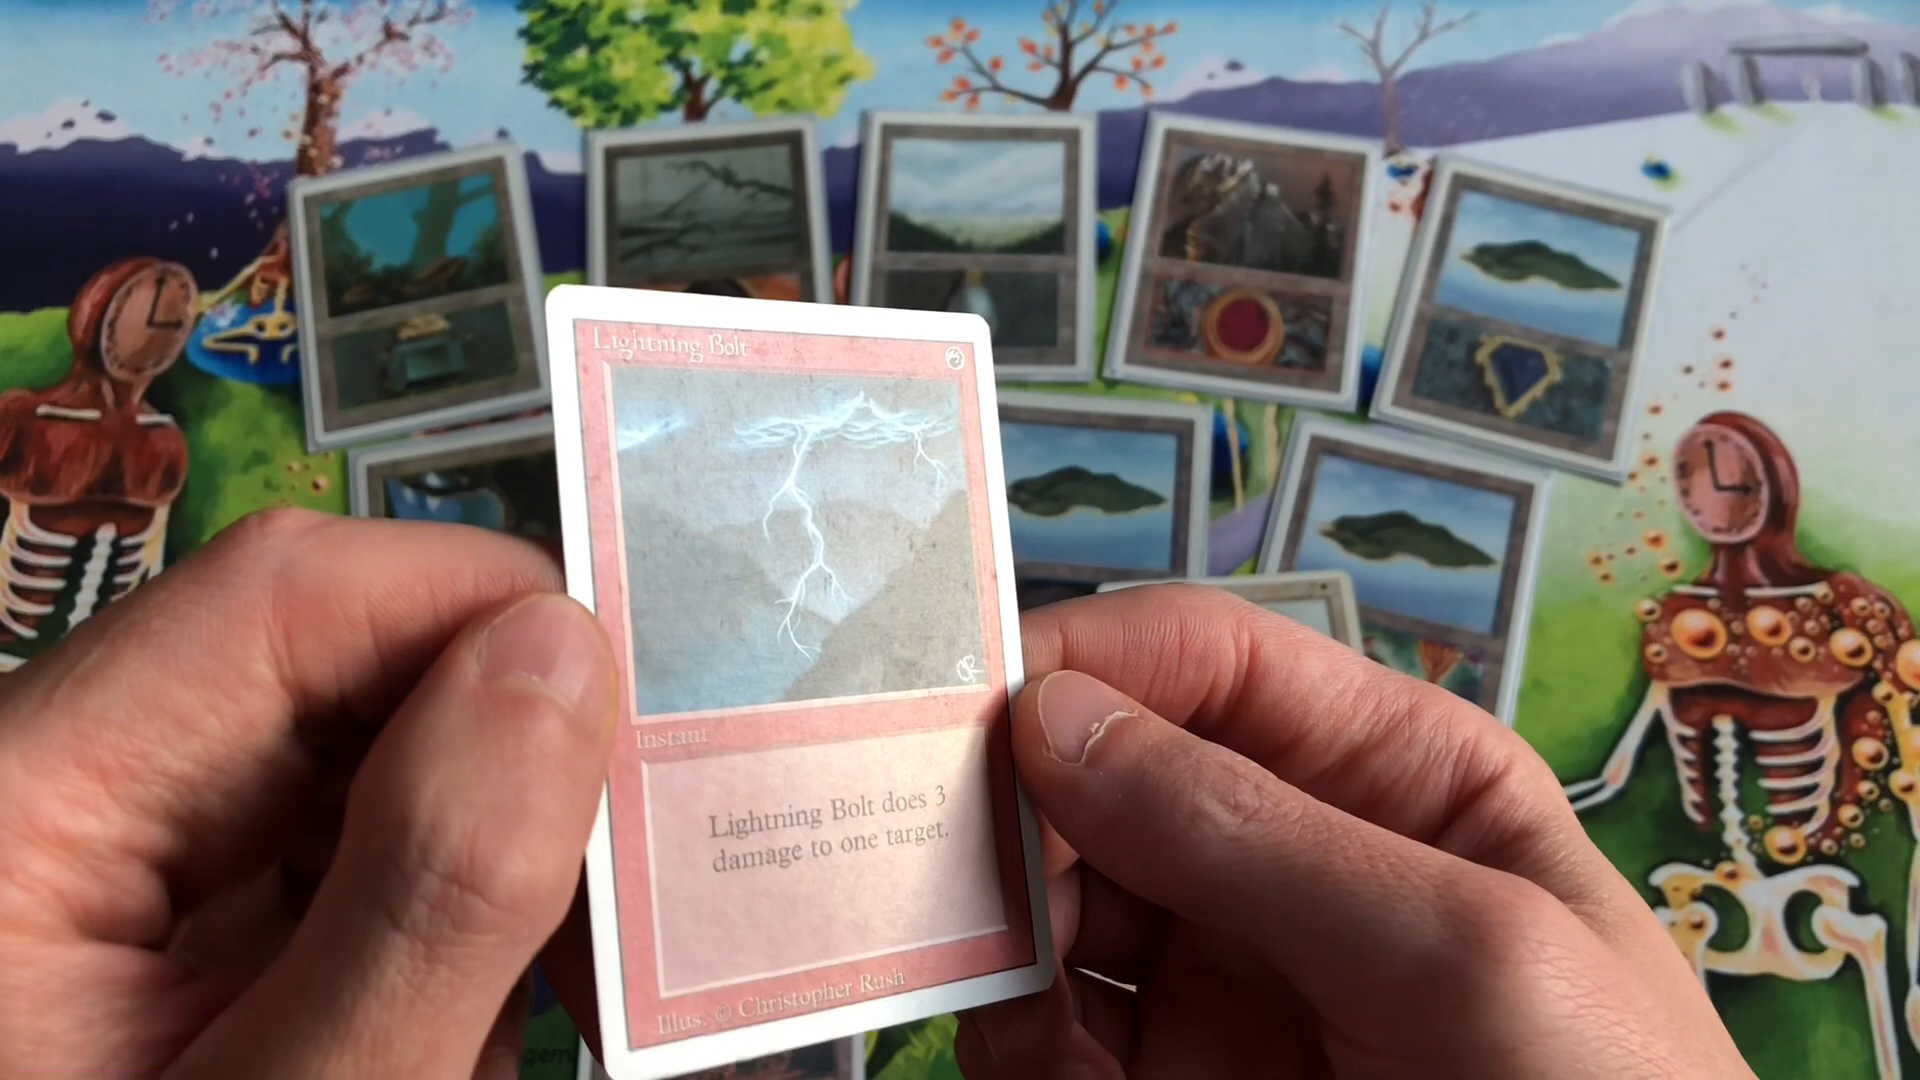 Lightning Bolt
Instant
Lightning Bolt does 3
damage to one target.
Illus. © Christopher Rush